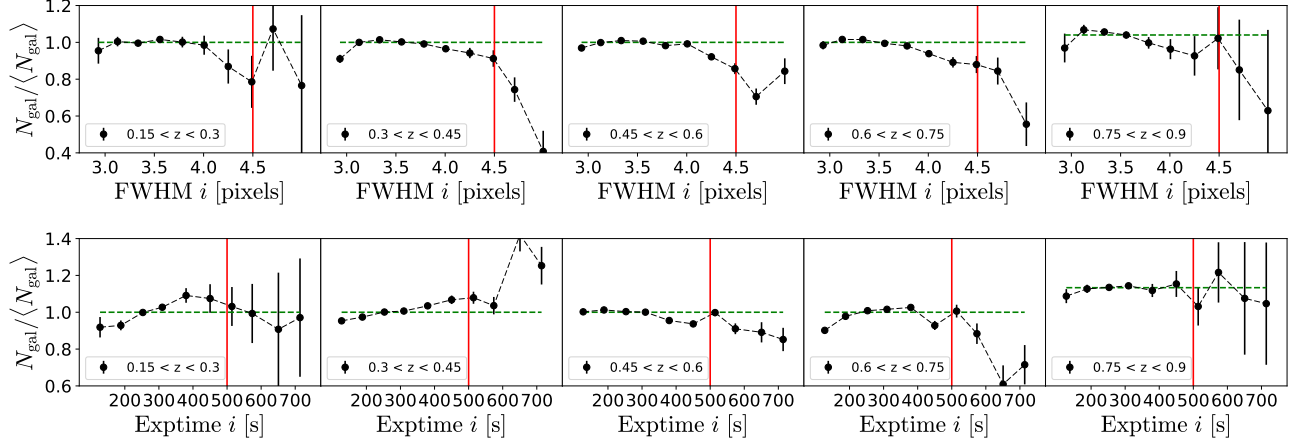 N_gal/⟨N_gal⟩
1.2
1.0
0.8
0.6
0.4
0.15 < z < 0.3
0.3 < z < 0.45
0.45 < z < 0.6
0.6 < z < 0.75
0.75 < z < 0.9
3.0 3.5 4.0 4.5 3.0 3.5 4.0 4.5 3.0 3.5 4.0 4.5 3.0 3.5 4.0 4.5 3.0 3.5 4.0 4.5
FWHM i [pixels] FWHM i [pixels] FWHM i [pixels] FWHM i [pixels] FWHM i [pixels]
N_gal/⟨N_gal⟩
1.4
1.2
1.0
0.8
0.6
0.15 < z < 0.3
0.3 < z < 0.45
0.45 < z < 0.6
0.6 < z < 0.75
0.75 < z < 0.9
200300400500600700 200300400500600700 200300400500600700 200300400500600700 200300400500600700
Exptime i [s] Exptime i [s] Exptime i [s] Exptime i [s] Exptime i [s]